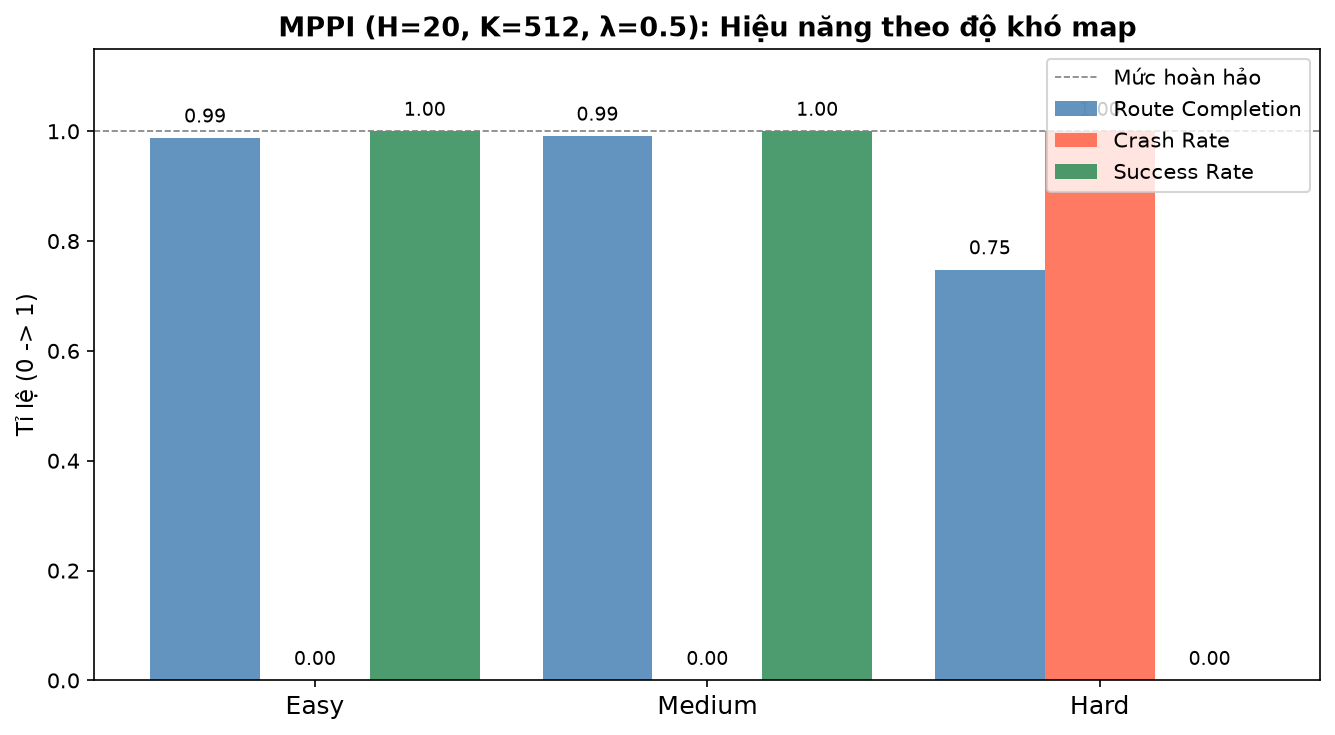 MPPI (H=20, K=512, λ=0.5): Hiệu năng theo độ khó map
Mức hoàn hảo
Route Completion
Crash Rate
Success Rate
0.99
1.00
0.99
1.00
1.00
0.75
0.00
0.00
0.00
1.0
0.8
0.6
0.4
0.2
0.0
Tỉ lệ (0 -> 1)
Easy
Medium
Hard